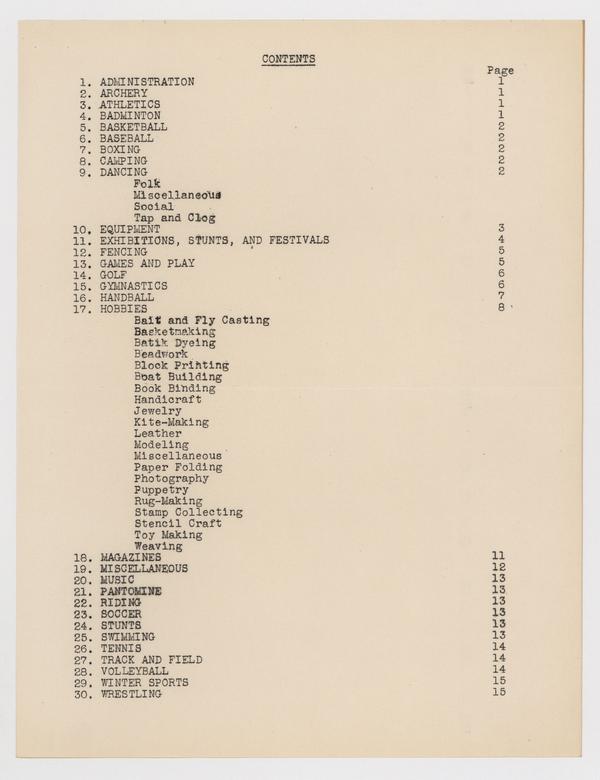 CONTENTS
Page
1. ADMINISTRATION 1
2. ARCHERY 1
3. ATHLETICS 1
4. BADMINTON 1
5. BASKETBALL 2
6. BASEBALL 2
7. BOXING 2
8. CAMPING 2
9. DANCING 2
Folk
Miscellaneous
Social
Tap and Clog
10. EQUIPMENT 3
11. EXHIBITIONS, STUNTS, AND FESTIVALS 4
12. FENCING 5
13. GAMES AND PLAY 5
14. GOLF 6
15. GYMNASTICS 6
16. HANDBALL 7
17. HOBBIES 8
Bait and Fly Casting
Basketmaking
Batik Dyeing
Beadwork
Block Printing
Boat Building
Book Binding
Handicraft
Jewelry
Kite-Making
Leather
Modeling
Miscellaneous
Paper Folding
Photography
Puppetry
Rug-Making
Stamp Collecting
Stencil Craft
Toy Making
Weaving
18. MAGAZINES 11
19. MISCELLANEOUS 12
20. MUSIC 13
21. PANTOMINE 13
22. RIDING 13
23. SOCCER 13
24. STUNTS 13
25. SWIMMING 13
26. TENNIS 14
27. TRACK AND FIELD 14
28. VOLLEYBALL 14
29. WINTER SPORTS 15
30. WRESTLING 15